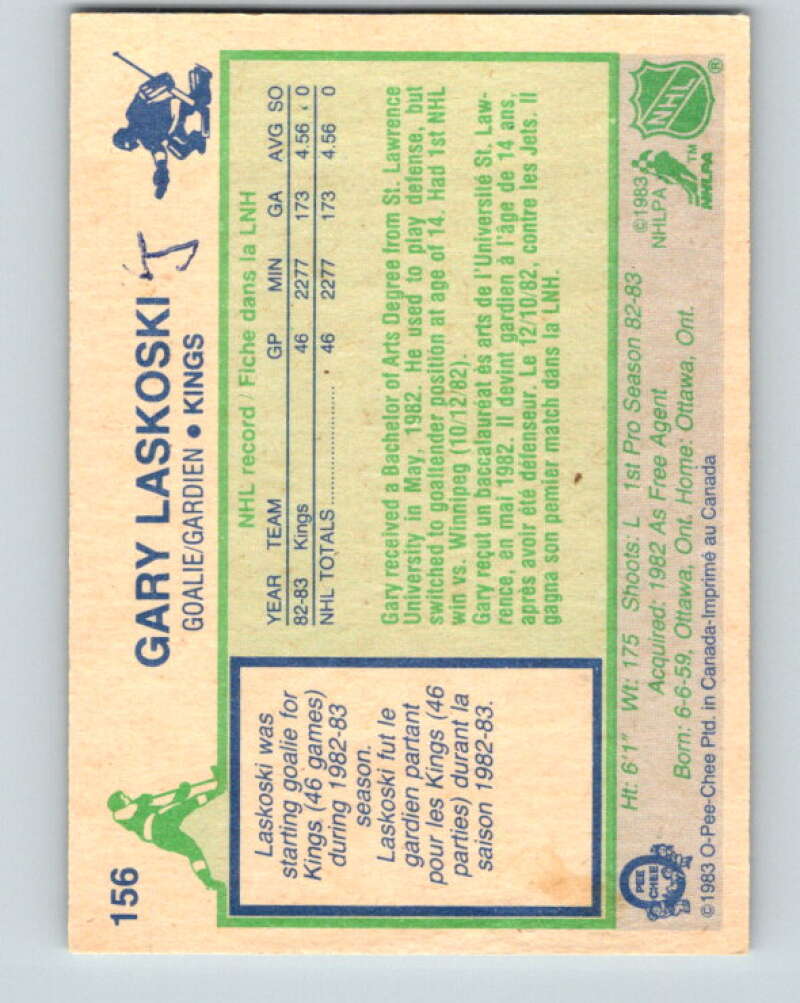 156
GARY LASKOSKI
GOALIE/GARDIEN • KINGS
Laskoski was
starting goalie for
Kings (46 games)
during 1982-83
season.
Laskoski fut le
gardien partant
pour les Kings (46
parties) durant la
saison 1982-83.
NHL record / Fiche dans la LNH
YEAR TEAM GP MIN GA AVG SO
82-83 Kings 46 2277 173 4.56 0
NHL TOTALS .................... 46 2277 173 4.56 0
Gary received a Bachelor of Arts Degree from St. Lawrence
University in May, 1982. He used to play defense, but
switched to goaltender position at age of 14. Had 1st NHL
win vs. Winnipeg (10/12/82).
Gary reçut un baccalauréat és arts de l'Université St. Law-
rence, en mai 1982. Il devint gardien à l'âge de 14 ans,
après avoir été défenseur. Le 12/10/82, contre les Jets. Il
gagna son pemier match dans la LNH.
Ht: 6'1" Wt: 175 Shoots: L 1st Pro Season 82-83
Acquired: 1982 As Free Agent
Born: 6-6-59, Ottawa, Ont. Home: Ottawa, Ont.
©1983 O-Pee-Chee Ptd. in Canada-Imprimé au Canada
O
PEE
CHEE
©1983
NHLPA
NHLPA
TM
NHL
®